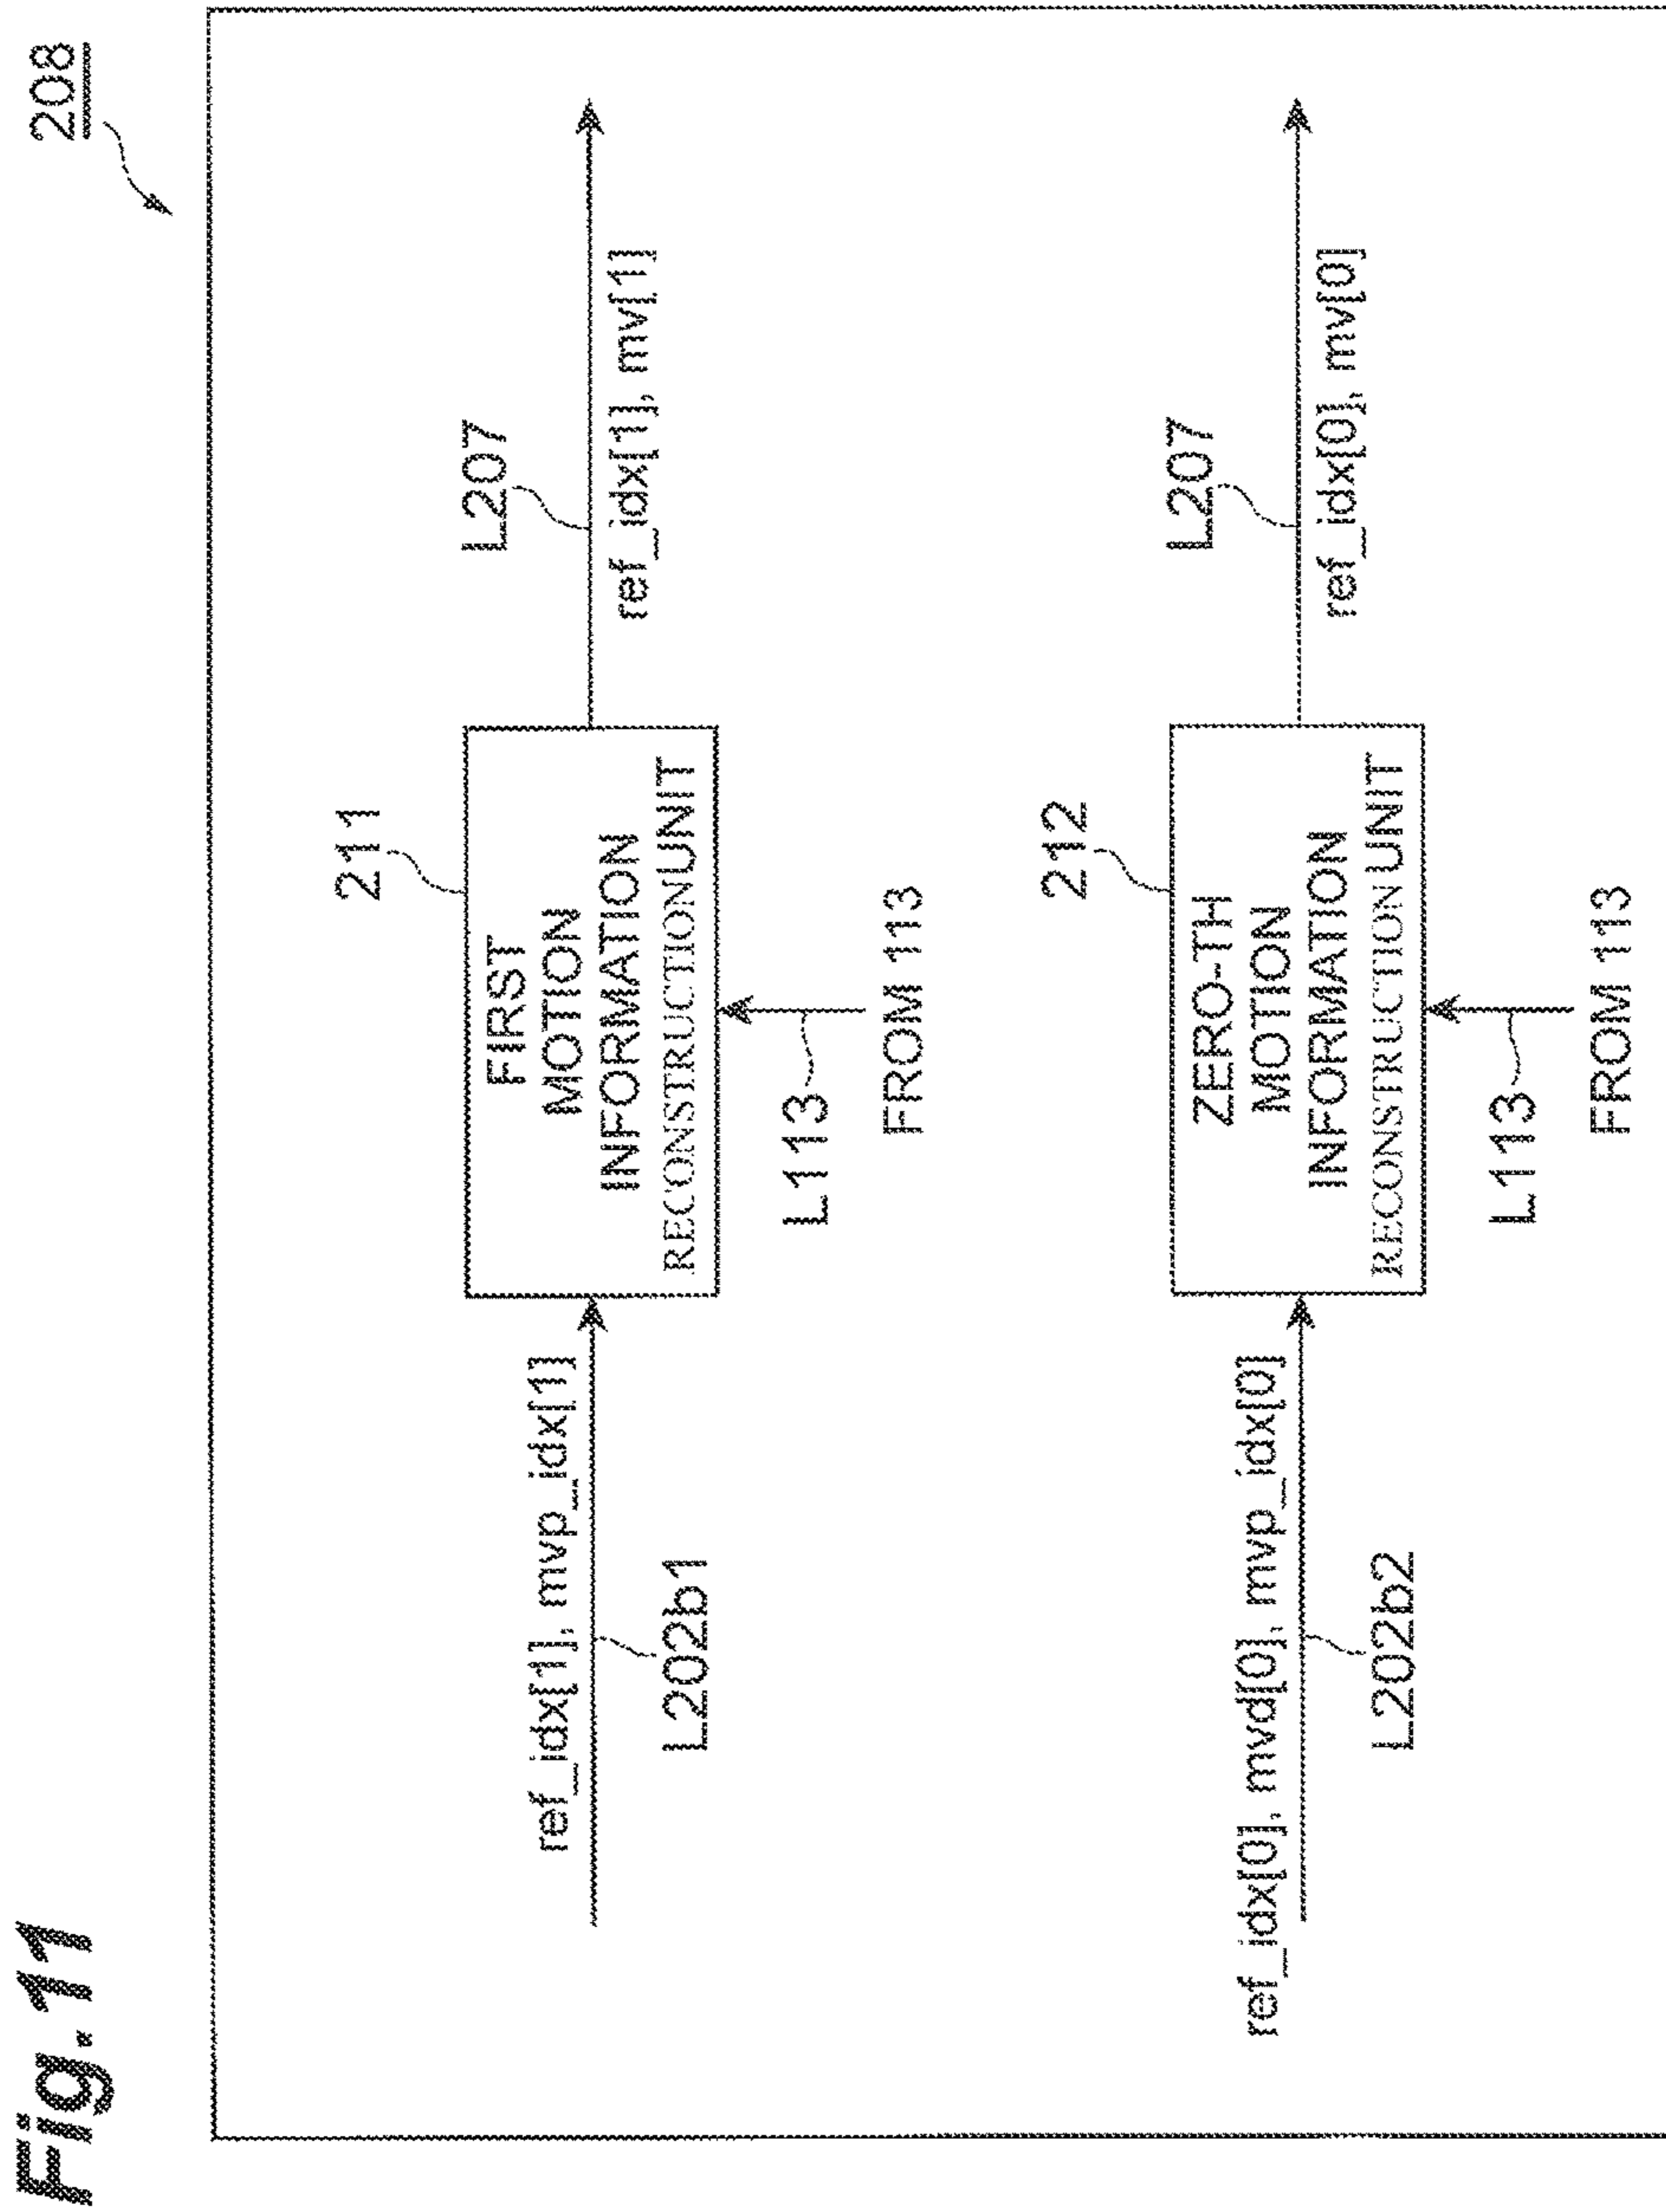 Fig.11
208
211
FIRST
MOTION
INFORMATION
RECONSTRUCTIONUNIT
ref_idx[1], mvp_idx[1]
L202b1
L207
ref_idx[1], mv[1]
L113
FROM 113
212
ZERO-TH
MOTION
INFORMATION
RECONSTRUCTION UNIT
ref_idx[0], mvd[0], mvp_idx[0]
L202b2
L207
ref_idx[0], mv[0]
L113
FROM 113